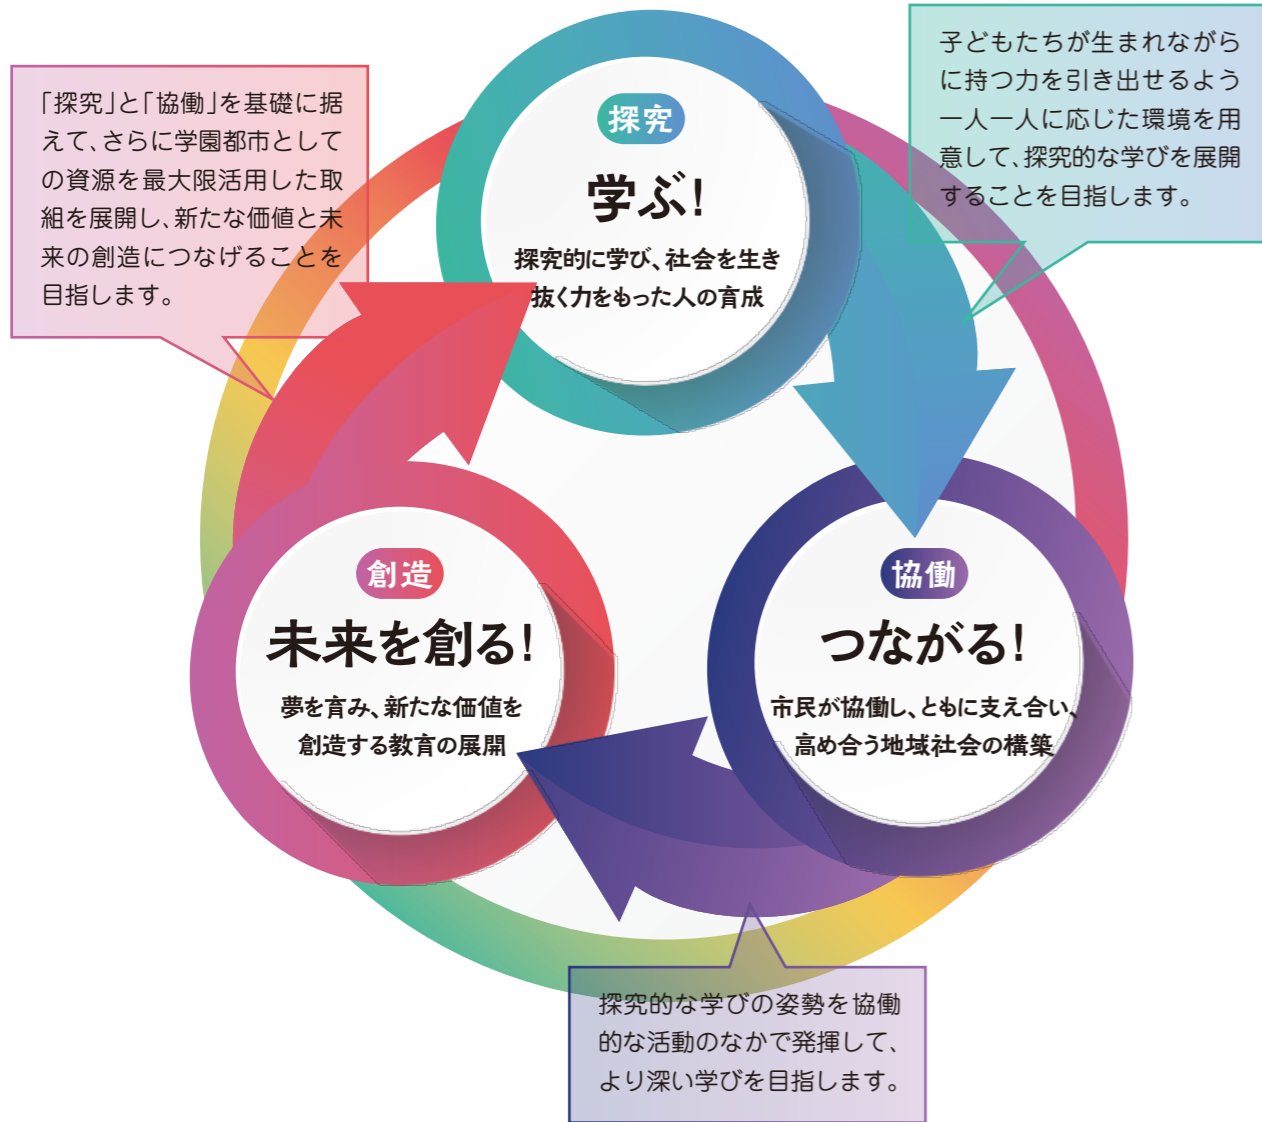 「探究」と「協働」を基礎に据
えて、さらに学園都市として
の資源を最大限活用した取
組を展開し、新たな価値と未
来の創造につなげることを
目指します。
子どもたちが生まれながら
に持つ力を引き出せるよう
一人一人に応じた環境を用
意して、探究的な学びを展開
することを目指します。
探究
学ぶ!
探究的に学び、社会を生き
抜く力をもった人の育成
創造
未来を創る!
夢を育み、新たな価値を
創造する教育の展開
協働
つながる!
市民が協働し、ともに支え合い、
高め合う地域社会の構築
探究的な学びの姿勢を協働
的な活動のなかで発揮して、
より深い学びを目指します。